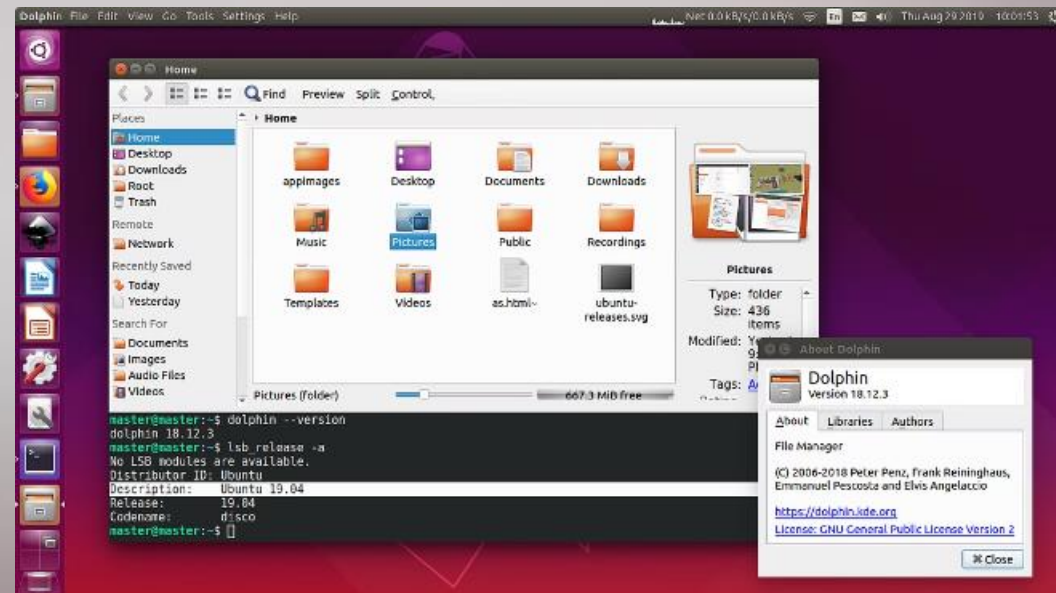 Dolphin File Edit View Go Tools Settings Help
Net 0.0 kB/s/0.0 kB/s En Thu Aug 29 2019 10:01:53
Home
Find Preview Split Control,
Places
Home
Desktop
Downloads
Root
Trash
Remote
Network
Recently Saved
Today
Yesterday
Search For
Documents
Images
Audio Files
Videos
Home
appimages Desktop Documents Downloads
Music Pictures Public Recordings
Templates Videos as.html~ ubuntu-
releases.svg
Pictures (folder) 667.3 MiB free
Pictures
Type: folder
Size: 436
items
Modified:
Tags:
master@master:~$ dolphin --version
dolphin 18.12.3
master@master:~$ lsb_release -a
No LSB modules are available.
Distributor ID: Ubuntu
Description: Ubuntu 19.04
Release: 19.04
Codename: disco
master@master:~$
About Dolphin
Dolphin
Version 18.12.3
About Libraries Authors
File Manager
(C) 2006-2018 Peter Penz, Frank Reininghaus,
Emmanuel Pescosta and Elvis Angelaccio
https://dolphin.kde.org
License: GNU General Public License Version 2
Close